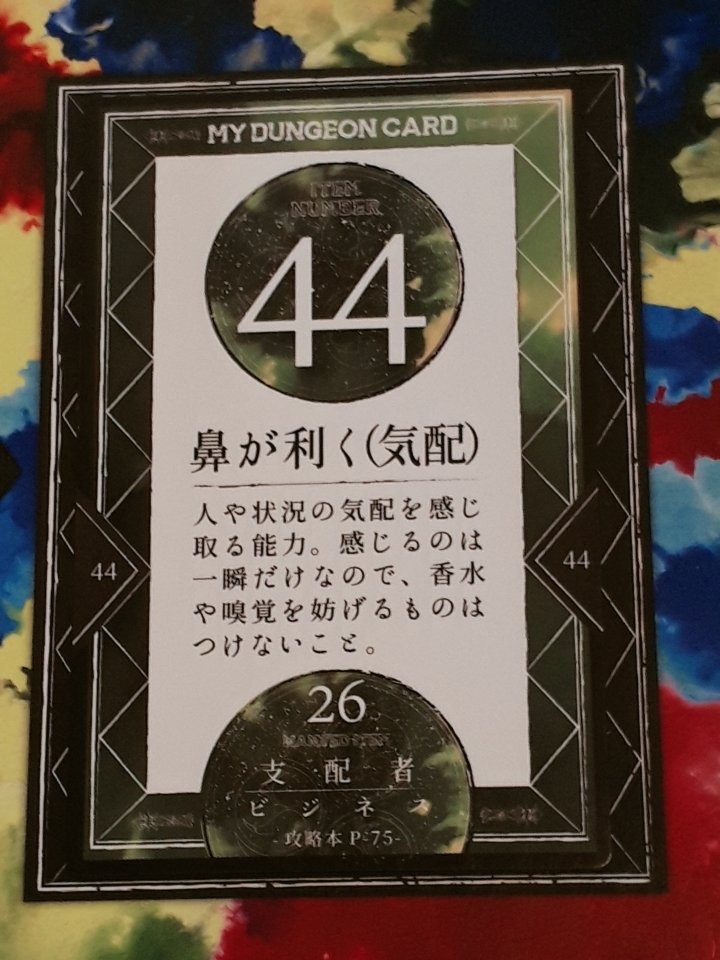 MY DUNGEON CARD
ITEM
NUMBER
44
鼻が利く(気配)
人や状況の気配を感じ
取る能力。感じるのは
一瞬だけなので、香水
や嗅覚を妨げるものは
つけないこと。
44
44
26
支配者
ビジネス
-攻略本 P-75-